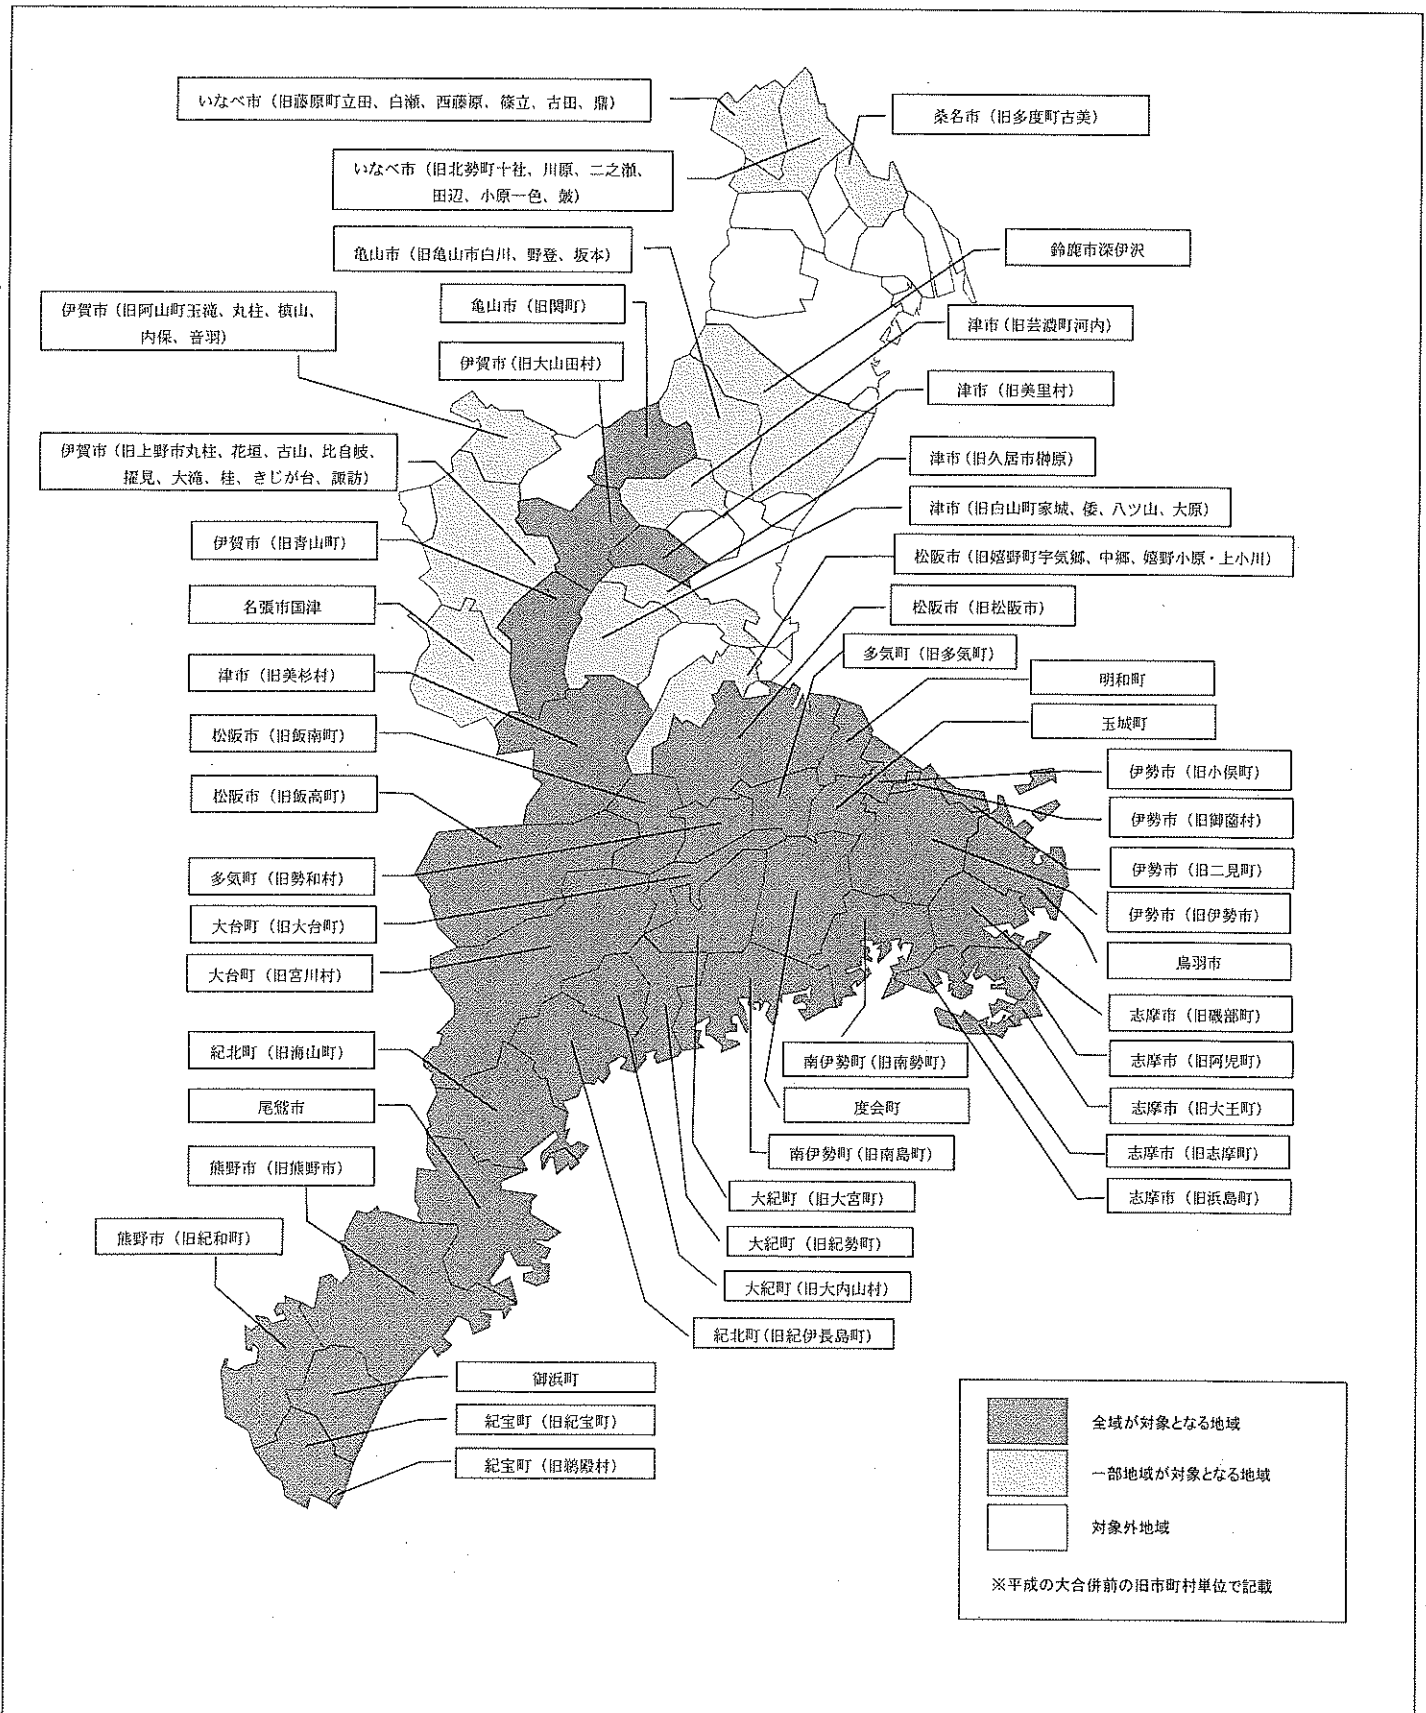 いなべ市（旧藤原町立田、白瀬、西藤原、篠立、古田、鼎）
桑名市（旧多度町古美）
いなべ市（旧北勢町十社、川原、二之瀬、
田辺、小原一色、皷）
亀山市（旧亀山市白川、野登、坂本）
鈴鹿市深伊沢
伊賀市（旧阿山町玉滝、丸柱、槙山、
内保、音羽）
亀山市（旧関町）
津市（旧芸濃町河内）
伊賀市（旧大山田村）
津市（旧美里村）
伊賀市（旧上野市丸柱、花垣、古山、比自岐、
擢見、大滝、桂、きじが台、諏訪）
津市（旧久居市榊原）
津市（旧白山町家城、倭、八ツ山、大原）
伊賀市（旧青山町）
松阪市（旧嬉野町宇気郷、中郷、嬉野小原・上小川）
名張市国津
松阪市（旧松阪市）
多気町（旧多気町）
津市（旧美杉村）
明和町
松阪市（旧飯南町）
玉城町
伊勢市（旧小俣町）
松阪市（旧飯高町）
伊勢市（旧御薗村）
多気町（旧勢和村）
伊勢市（旧二見町）
大台町（旧大台町）
伊勢市（旧伊勢市）
大台町（旧宮川村）
鳥羽市
志摩市（旧磯部町）
紀北町（旧海山町）
南伊勢町（旧南勢町）
志摩市（旧阿児町）
尾鷲市
度会町
志摩市（旧大王町）
熊野市（旧熊野市）
南伊勢町（旧南島町）
志摩市（旧志摩町）
大紀町（旧大宮町）
志摩市（旧浜島町）
熊野市（旧紀和町）
大紀町（旧紀勢町）
大紀町（旧大内山村）
紀北町（旧紀伊長島町）
御浜町
紀宝町（旧紀宝町）
紀宝町（旧鵜殿村）
全域が対象となる地域
一部地域が対象となる地域
対象外地域
※平成の大合併前の旧市町村単位で記載